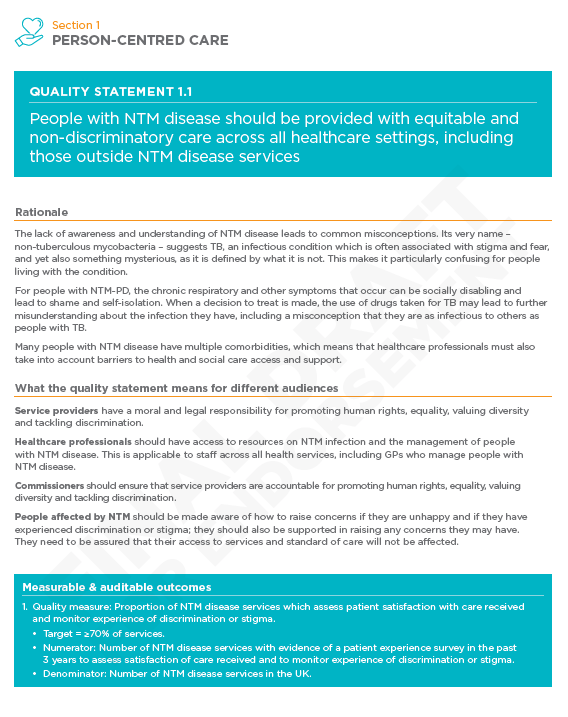 Section 1
PERSON-CENTRED CARE
QUALITY STATEMENT 1.1
People with NTM disease should be provided with equitable and
non-discriminatory care across all healthcare settings, including
those outside NTM disease services
Rationale
The lack of awareness and understanding of NTM disease leads to common misconceptions. Its very name –
non-tuberculous mycobacteria – suggests TB, an infectious condition which is often associated with stigma and fear,
and yet also something mysterious, as it is defined by what it is not. This makes it particularly confusing for people
living with the condition.
For people with NTM-PD, the chronic respiratory and other symptoms that occur can be socially disabling and
lead to shame and self-isolation. When a decision to treat is made, the use of drugs taken for TB may lead to further
misunderstanding about the infection they have, including a misconception that they are as infectious to others as
people with TB.
Many people with NTM disease have multiple comorbidities, which means that healthcare professionals must also
take into account barriers to health and social care access and support.
What the quality statement means for different audiences
Service providers have a moral and legal responsibility for promoting human rights, equality, valuing diversity
and tackling discrimination.
Healthcare professionals should have access to resources on NTM infection and the management of people
with NTM disease. This is applicable to staff across all health services, including GPs who manage people with
NTM disease.
Commissioners should ensure that service providers are accountable for promoting human rights, equality, valuing
diversity and tackling discrimination.
People affected by NTM should be made aware of how to raise concerns if they are unhappy and if they have
experienced discrimination or stigma; they should also be supported in raising any concerns they may have.
They need to be assured that their access to services and standard of care will not be affected.
Measurable & auditable outcomes
1. Quality measure: Proportion of NTM disease services which assess patient satisfaction with care received
and monitor experience of discrimination or stigma.
• Target = ≥70% of services.
• Numerator: Number of NTM disease services with evidence of a patient experience survey in the past
3 years to assess satisfaction of care received and to monitor experience of discrimination or stigma.
• Denominator: Number of NTM disease services in the UK.